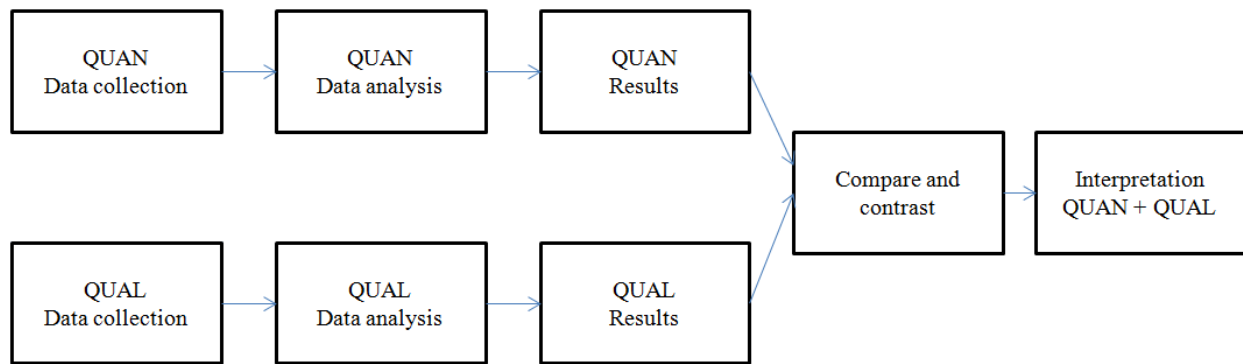 QUAN
Data collection
QUAN
Data analysis
QUAN
Results
Compare and
contrast
Interpretation
QUAN + QUAL
QUAL
Data collection
QUAL
Data analysis
QUAL
Results